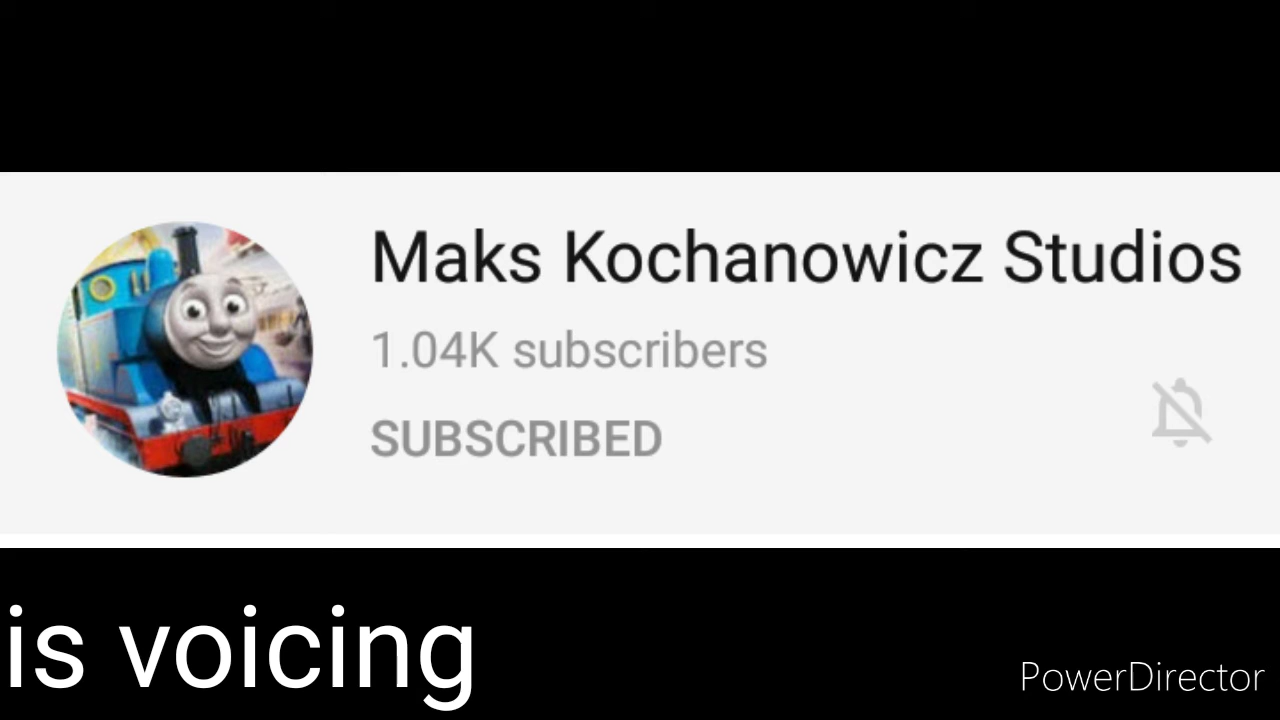 Maks Kochanowicz Studios
1.04K subscribers
SUBSCRIBED
is voicing
PowerDirector